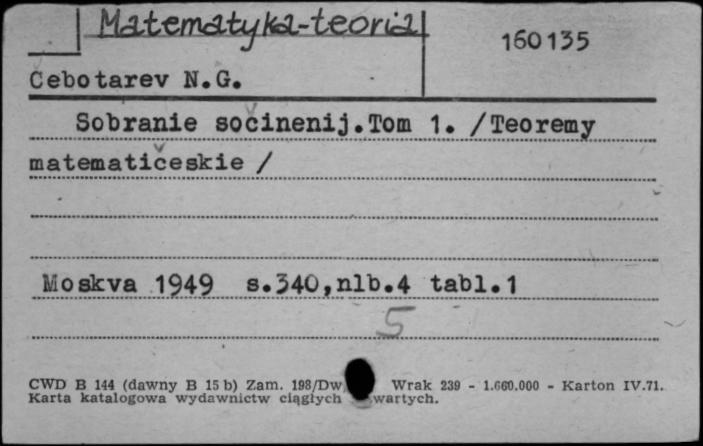 Matematyka-teoria
160135
Čebotarev N.G.
Sobranie sočinenij.Tom 1. /Teoremy
matematičeskie /
Moskva 1949 s.340,nlb.4 tabl.1
5
CWD B 144 (dawny B 15 b) Zam. 198/Dw. Wrak 239 - 1.660.000 - Karton IV.71.
Karta katalogowa wydawnictw ciągłych wartych.